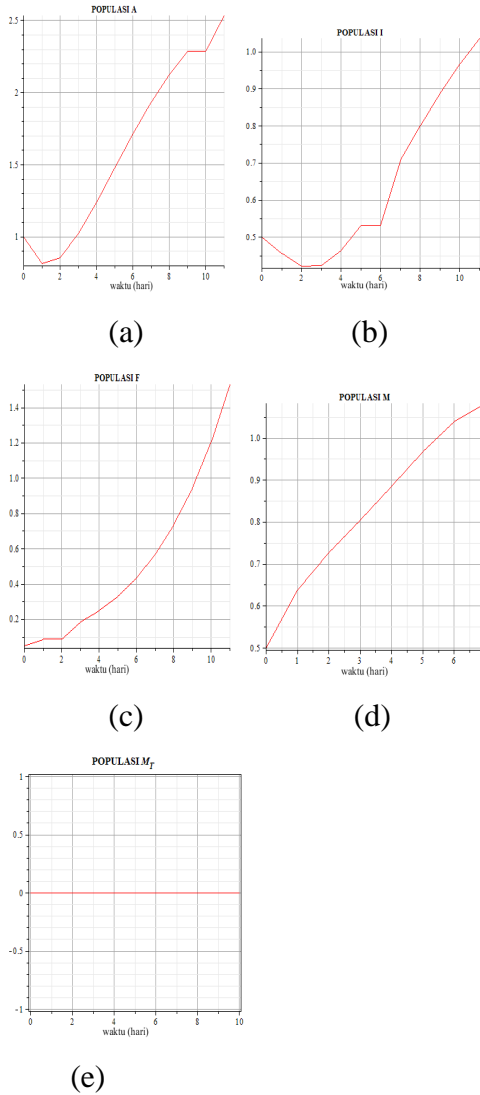 POPULASI A
2.5
2
1.5
1
0 2 4 6 8 10
waktu (hari)
(a)
POPULASI I
1.0
0.9
0.8
0.7
0.6
0.5
0 2 4 6 8 10
waktu (hari)
(b)
POPULASI F
1.4
1.2
1.0
0.8
0.6
0.4
0.2
0 2 4 6 8 10
waktu (hari)
(c)
POPULASI M
1.0
0.9
0.8
0.7
0.6
0.5
0 1 2 3 4 5 6
waktu (hari)
(d)
POPULASI M_T
1
0.5
0
-0.5
-1
0 2 4 6 8 10
waktu (hari)
(e)